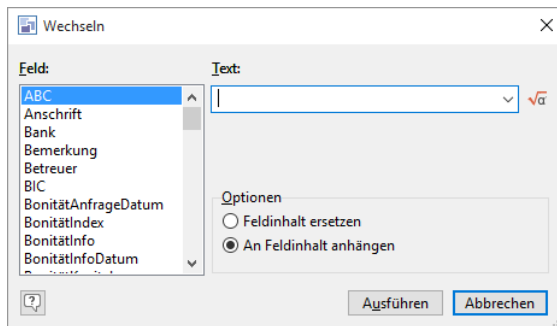 Wechseln
Feld:
ABC
Anschrift
Bank
Bemerkung
Betreuer
BIC
BonitätAnfrageDatum
BonitätIndex
BonitätInfo
BonitätInfoDatum
Text:
√α
Optionen
Feldinhalt ersetzen
An Feldinhalt anhängen
?
Ausführen
Abbrechen